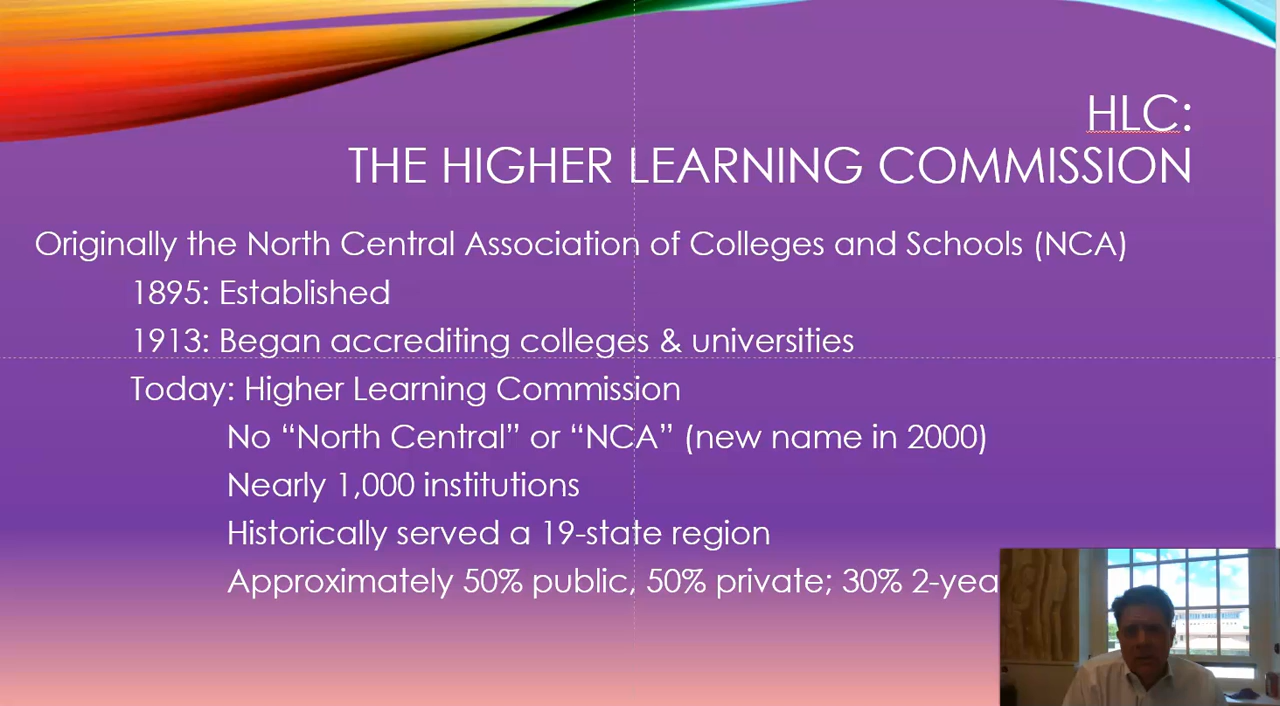 HLC:
THE HIGHER LEARNING COMMISSION
Originally the North Central Association of Colleges and Schools (NCA)
1895: Established
1913: Began accrediting colleges & universities
Today: Higher Learning Commission
No “North Central” or “NCA” (new name in 2000)
Nearly 1,000 institutions
Historically served a 19-state region
Approximately 50% public, 50% private; 30% 2-yea